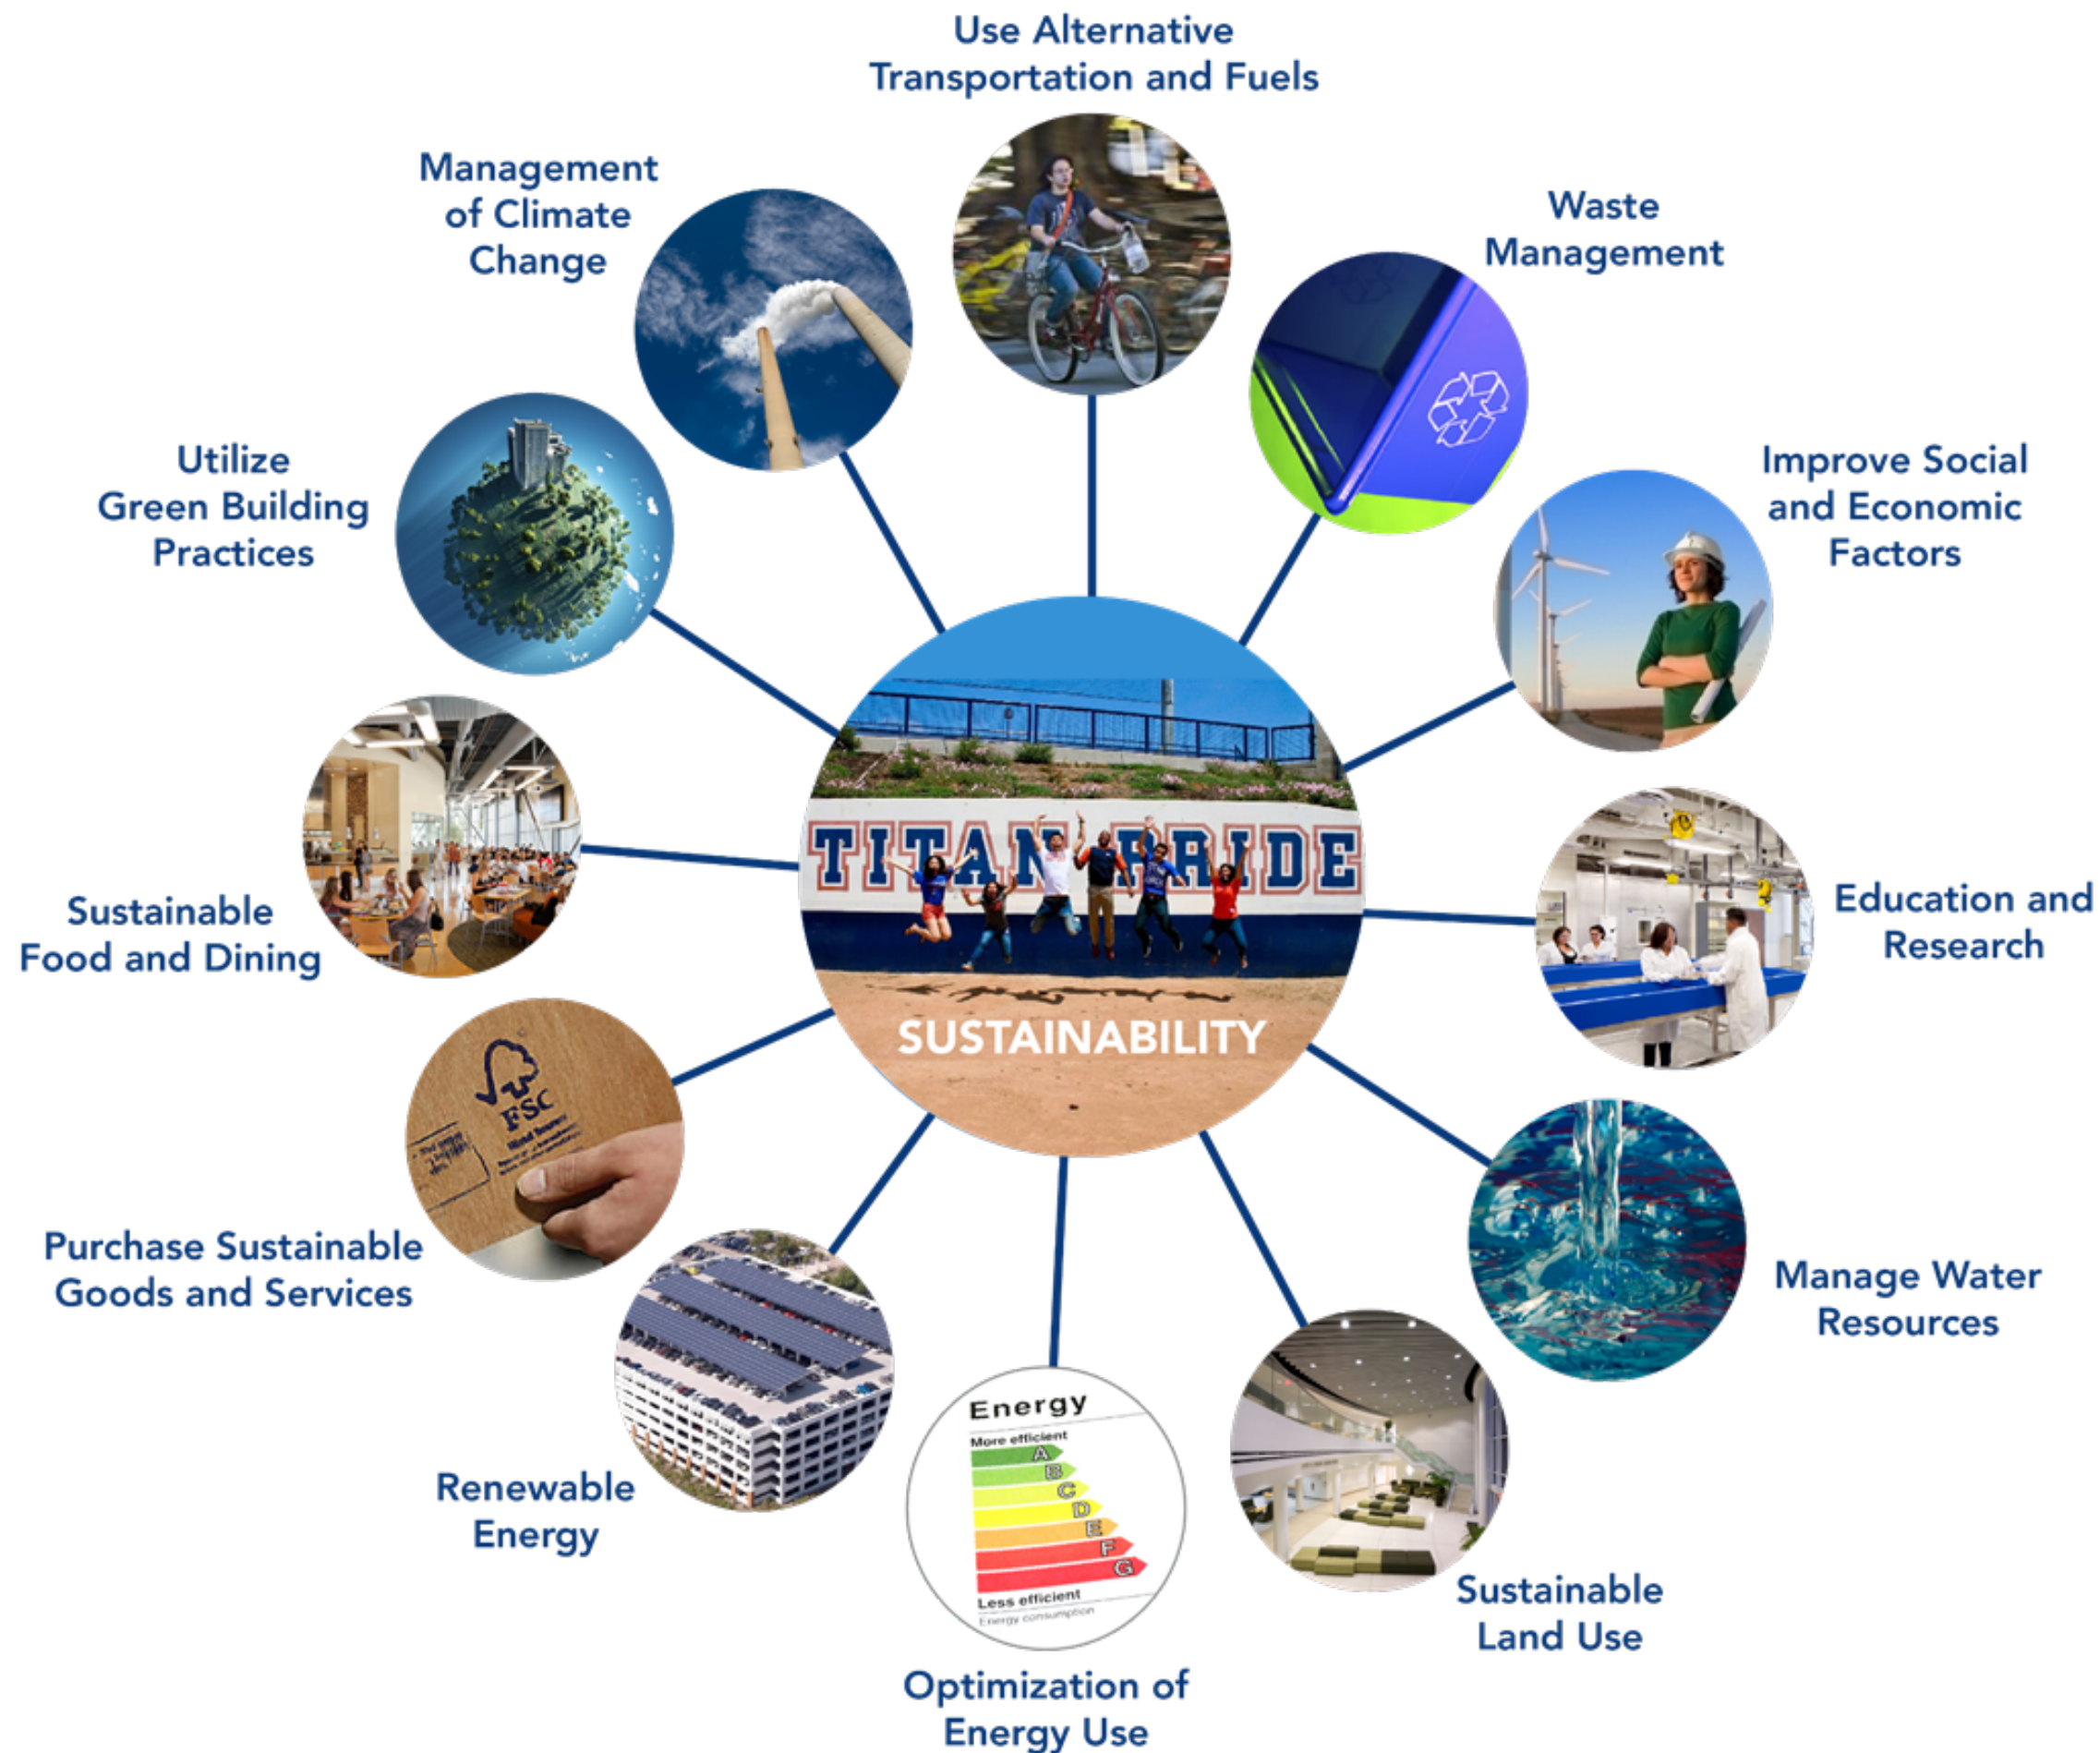 Use Alternative
Transportation and Fuels
Waste
Management
Improve Social
and Economic
Factors
Education and
Research
Manage Water
Resources
Sustainable
Land Use
Optimization of
Energy Use
Renewable
Energy
Purchase Sustainable
Goods and Services
Sustainable
Food and Dining
Utilize
Green Building
Practices
Management
of Climate
Change
TITAN PRIDE
SUSTAINABILITY
FSC
Energy
More efficient
A
B
C
D
E
F
G
Less efficient
Energy consumption